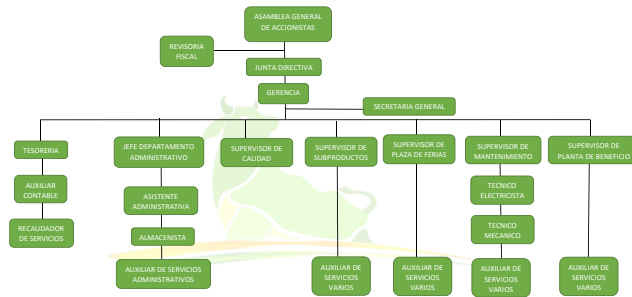 ASAMBLEA GENERAL
DE ACCIONISTAS
REVISORIA
FISCAL
JUNTA DIRECTIVA
GERENCIA
SECRETARIA GENERAL
TESORERIA
JEFE DEPARTAMENTO
ADMINISTRATIVO
SUPERVISOR DE
CALIDAD
SUPERVISOR DE
SUBPRODUCTOS
SUPERVISOR DE
PLAZA DE FERIAS
SUPERVISOR DE
MANTENIMIENTO
SUPERVISOR DE
PLANTA DE BENEFICIO
AUXILIAR
CONTABLE
ASISTENTE
ADMINISTRATIVA
TECNICO
ELECTRICISTA
RECAUDADOR
DE SERVICIOS
ALMACENISTA
TECNICO
MECANICO
AUXILIAR DE SERVICIOS
ADMINISTRATIVOS
AUXILIAR DE
SERVICIOS
VARIOS
AUXILIAR DE
SERVICIOS
VARIOS
AUXILIAR DE
SERVICIOS
VARIOS
AUXILIAR DE
SERVICIOS
VARIOS